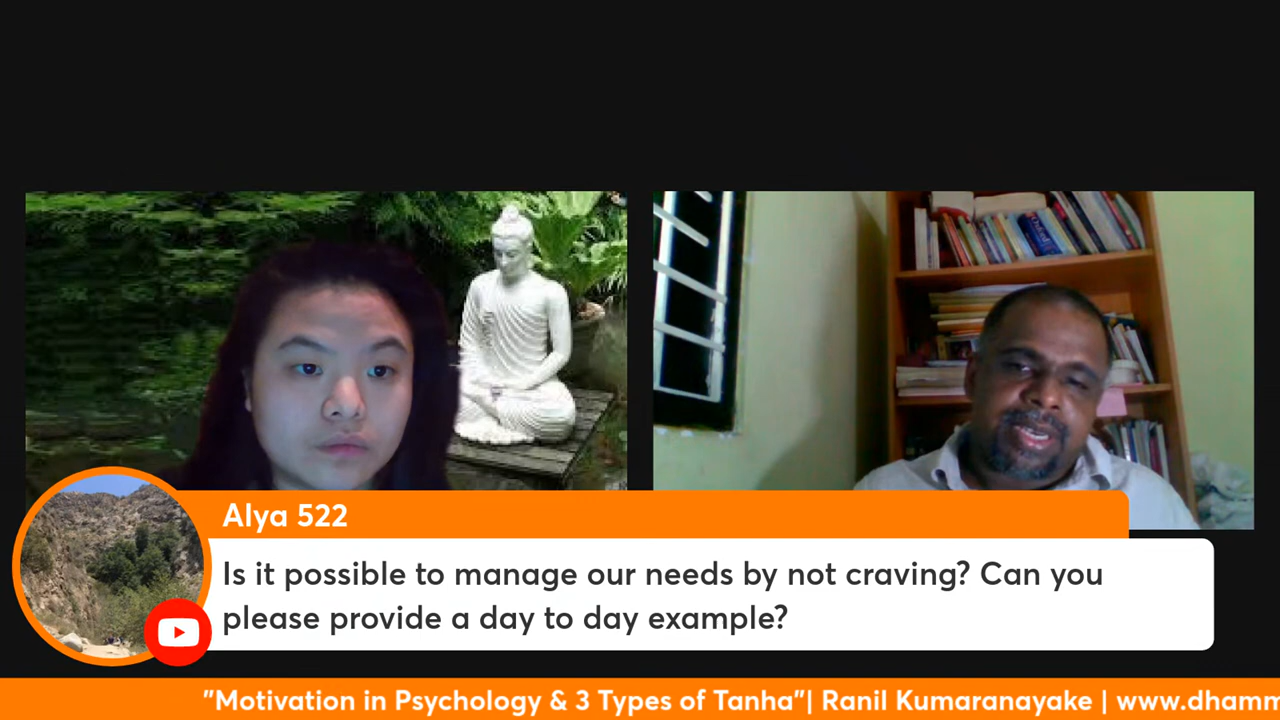 Alya 522
Is it possible to manage our needs by not craving? Can you
please provide a day to day example?
"Motivation in Psychology & 3 Types of Tanha"| Ranil Kumaranayake | www.dhamm